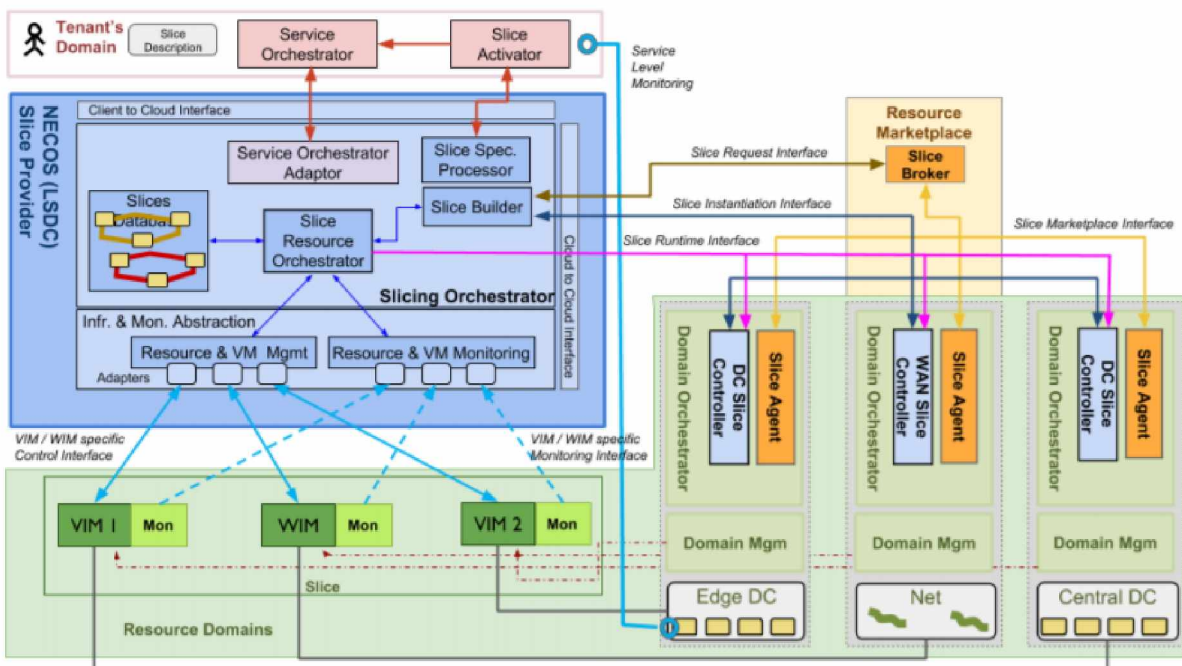 Tenant's
Domain
Slice
Description
Service
Orchestrator
Slice
Activator
Service
Level
Monitoring
NECOS (LSDC)
Slice Provider
Client to Cloud Interface
Cloud to Cloud Interface
Service Orchestrator
Adaptor
Slice Spec.
Processor
Slice Builder
Slices
Database
Slice
Resource
Orchestrator
Slicing Orchestrator
Infr. & Mon. Abstraction
Resource & VM Mgmt
Resource & VM Monitoring
Adapters
Resource
Marketplace
Slice
Broker
Slice Request Interface
Slice Instantiation Interface
Slice Runtime Interface
Slice Marketplace Interface
VIM / WIM specific
Control Interface
VIM / WIM specific
Monitoring Interface
VIM 1
Mon
WIM
Mon
VIM 2
Mon
Slice
Resource Domains
Domain Orchestrator
DC Slice
Controller
Slice Agent
Domain Mgm
Edge DC
Domain Orchestrator
WAN Slice
Controller
Slice Agent
Domain Mgm
Net
Domain Orchestrator
DC Slice
Controller
Slice Agent
Domain Mgm
Central DC